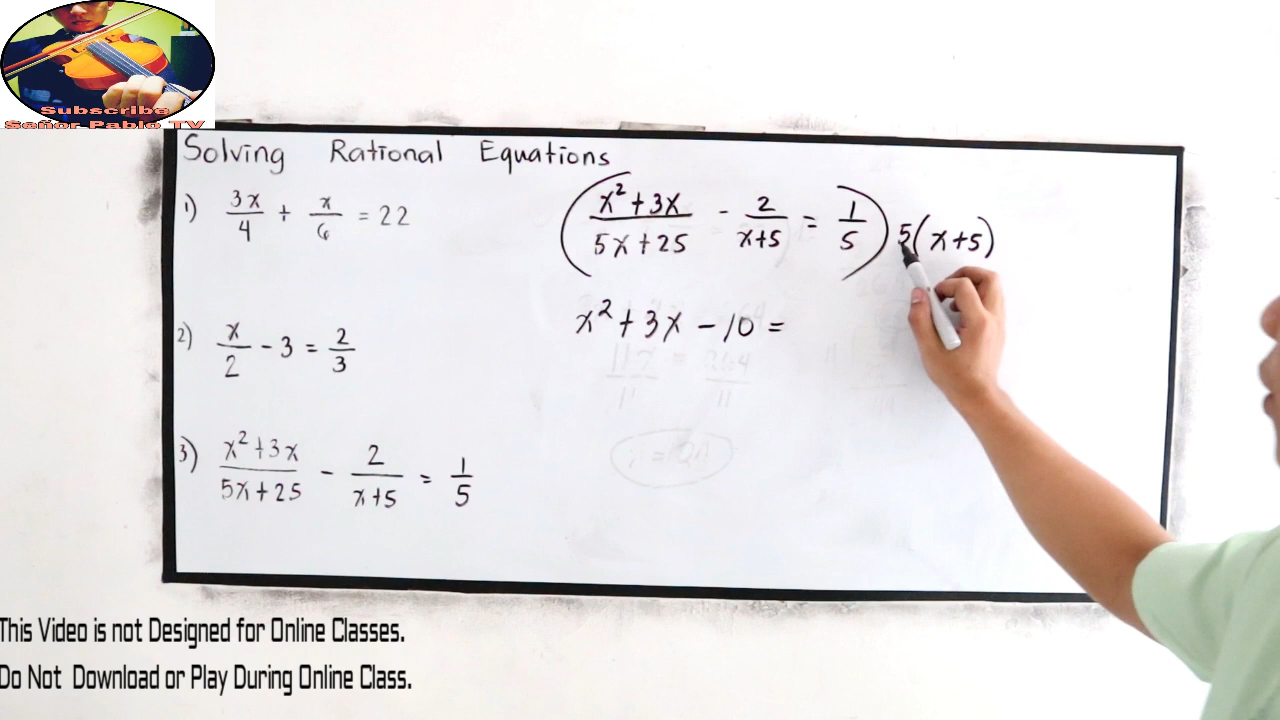 Subscribe
Señor Pablo TV
Solving Rational Equations
1) 3x/4 + x/6 = 22
2) x/2 - 3 = 2/3
3) x² + 3x/5x + 25 - 2/x+5 = 1/5
(x² + 3x/5x + 25 - 2/x+5 = 1/5) 5(x+5)
x² + 3x - 10 =
This Video is not Designed for Online Classes.
Do Not Download or Play During Online Class.